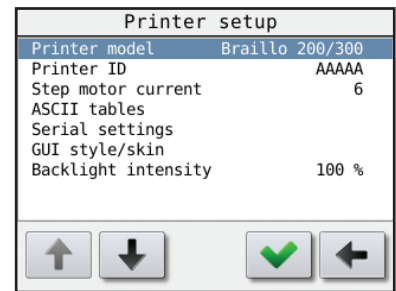 Printer setup
Printer model Braillo 200/300
Printer ID AAAAA
Step motor current 6
ASCII tables
Serial settings
GUI style/skin
Backlight intensity 100 %